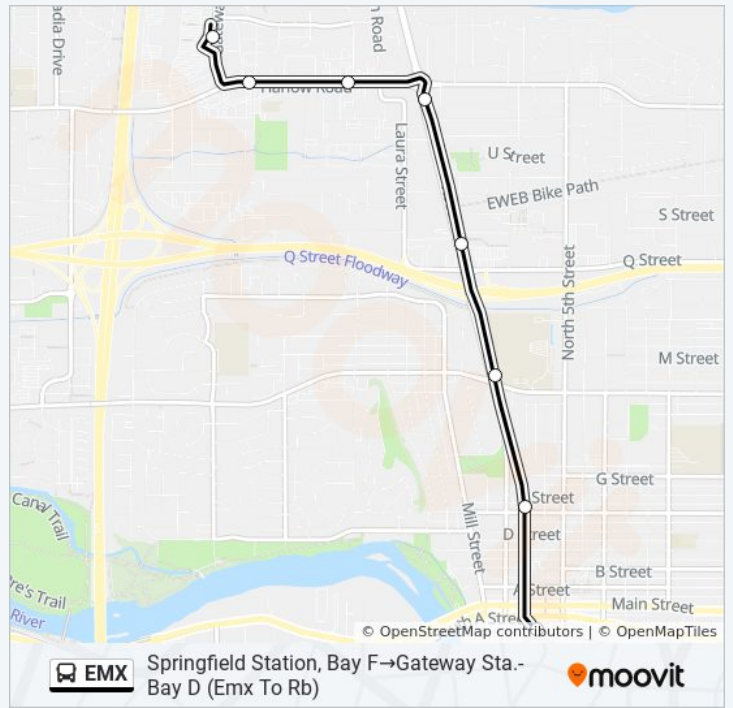 adia Drive
n Road
Harlow Road
Laura Street
U Street
EWEB Bike Path
S Street
Q Street Floodway
Q Street
North 5th Street
M Street
G Street
Street
Canal Trail
Mill Street
D Street
B Street
A Street
re's Trail
Main Street
River
th A Stree
© OpenStreetMap contributors | © OpenMapTiles
EMX
Springfield Station, Bay F→Gateway Sta.-
Bay D (Emx To Rb)
moovit